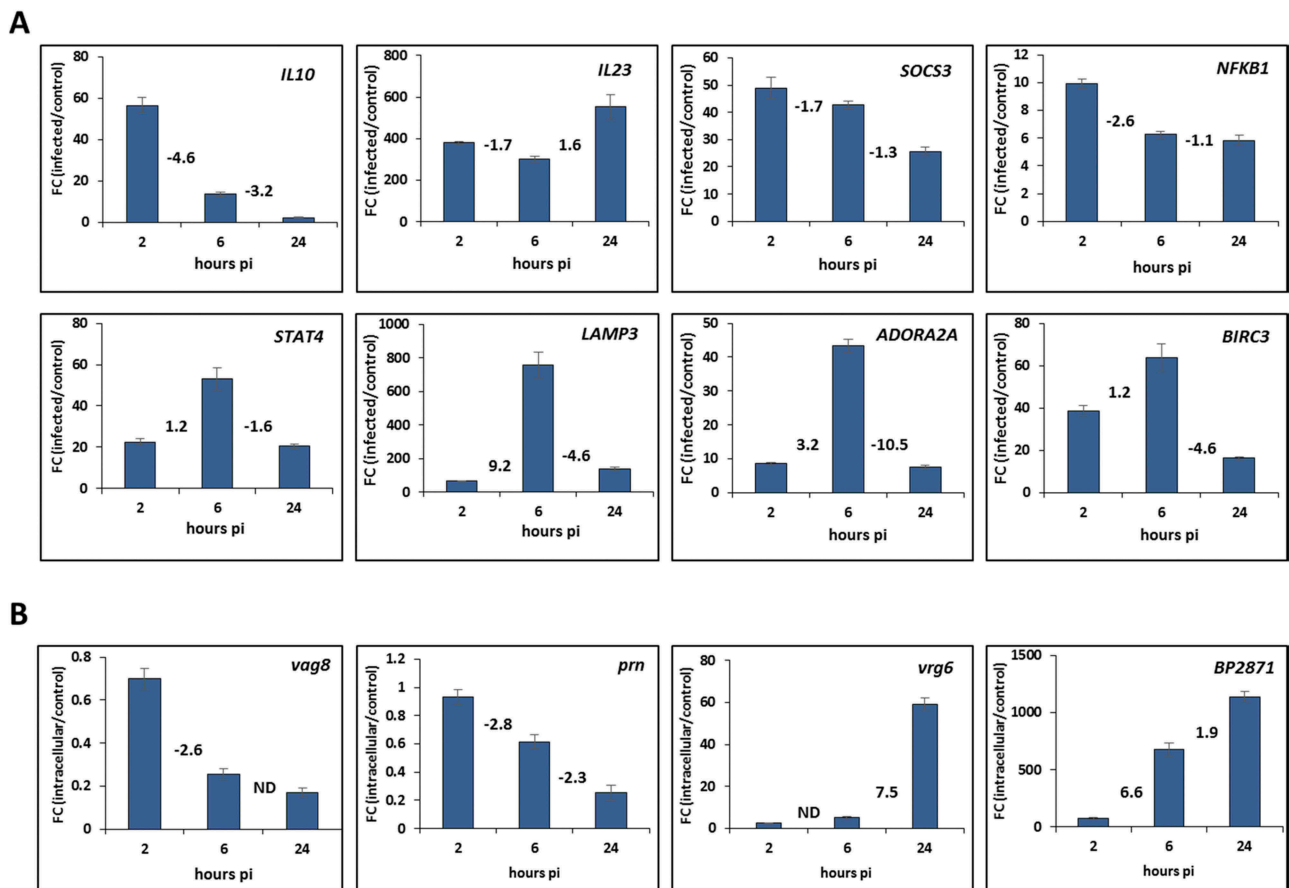 A
IL10
FC (infected/control)
80
60
40
20
0
-4.6
-3.2
2 6 24
hours pi
IL23
FC (infected/control)
800
600
400
200
0
-1.7
1.6
2 6 24
hours pi
SOCS3
FC (infected/control)
60
50
40
30
20
10
0
-1.7
-1.3
2 6 24
hours pi
NFKB1
FC (infected/control)
12
10
8
6
4
2
0
-2.6
-1.1
2 6 24
hours pi
STAT4
FC (infected/control)
80
60
40
20
0
1.2
-1.6
2 6 24
hours pi
LAMP3
FC (infected/control)
1000
800
600
400
200
0
9.2
-4.6
2 6 24
hours pi
ADORA2A
FC (infected/control)
50
40
30
20
10
0
3.2
-10.5
2 6 24
hours pi
BIRC3
FC (infected/control)
80
60
40
20
0
1.2
-4.6
2 6 24
hours pi
B
vag8
FC (intracellular/control)
0.8
0.6
0.4
0.2
0
-2.6
ND
2 6 24
hours pi
prn
FC (intracellular/control)
1.2
1
0.8
0.6
0.4
0.2
0
-2.8
-2.3
2 6 24
hours pi
vrg6
FC (intracellular/control)
80
60
40
20
0
ND
7.5
2 6 24
hours pi
BP2871
FC (intracellular/control)
1500
1000
500
0
6.6
1.9
2 6 24
hours pi